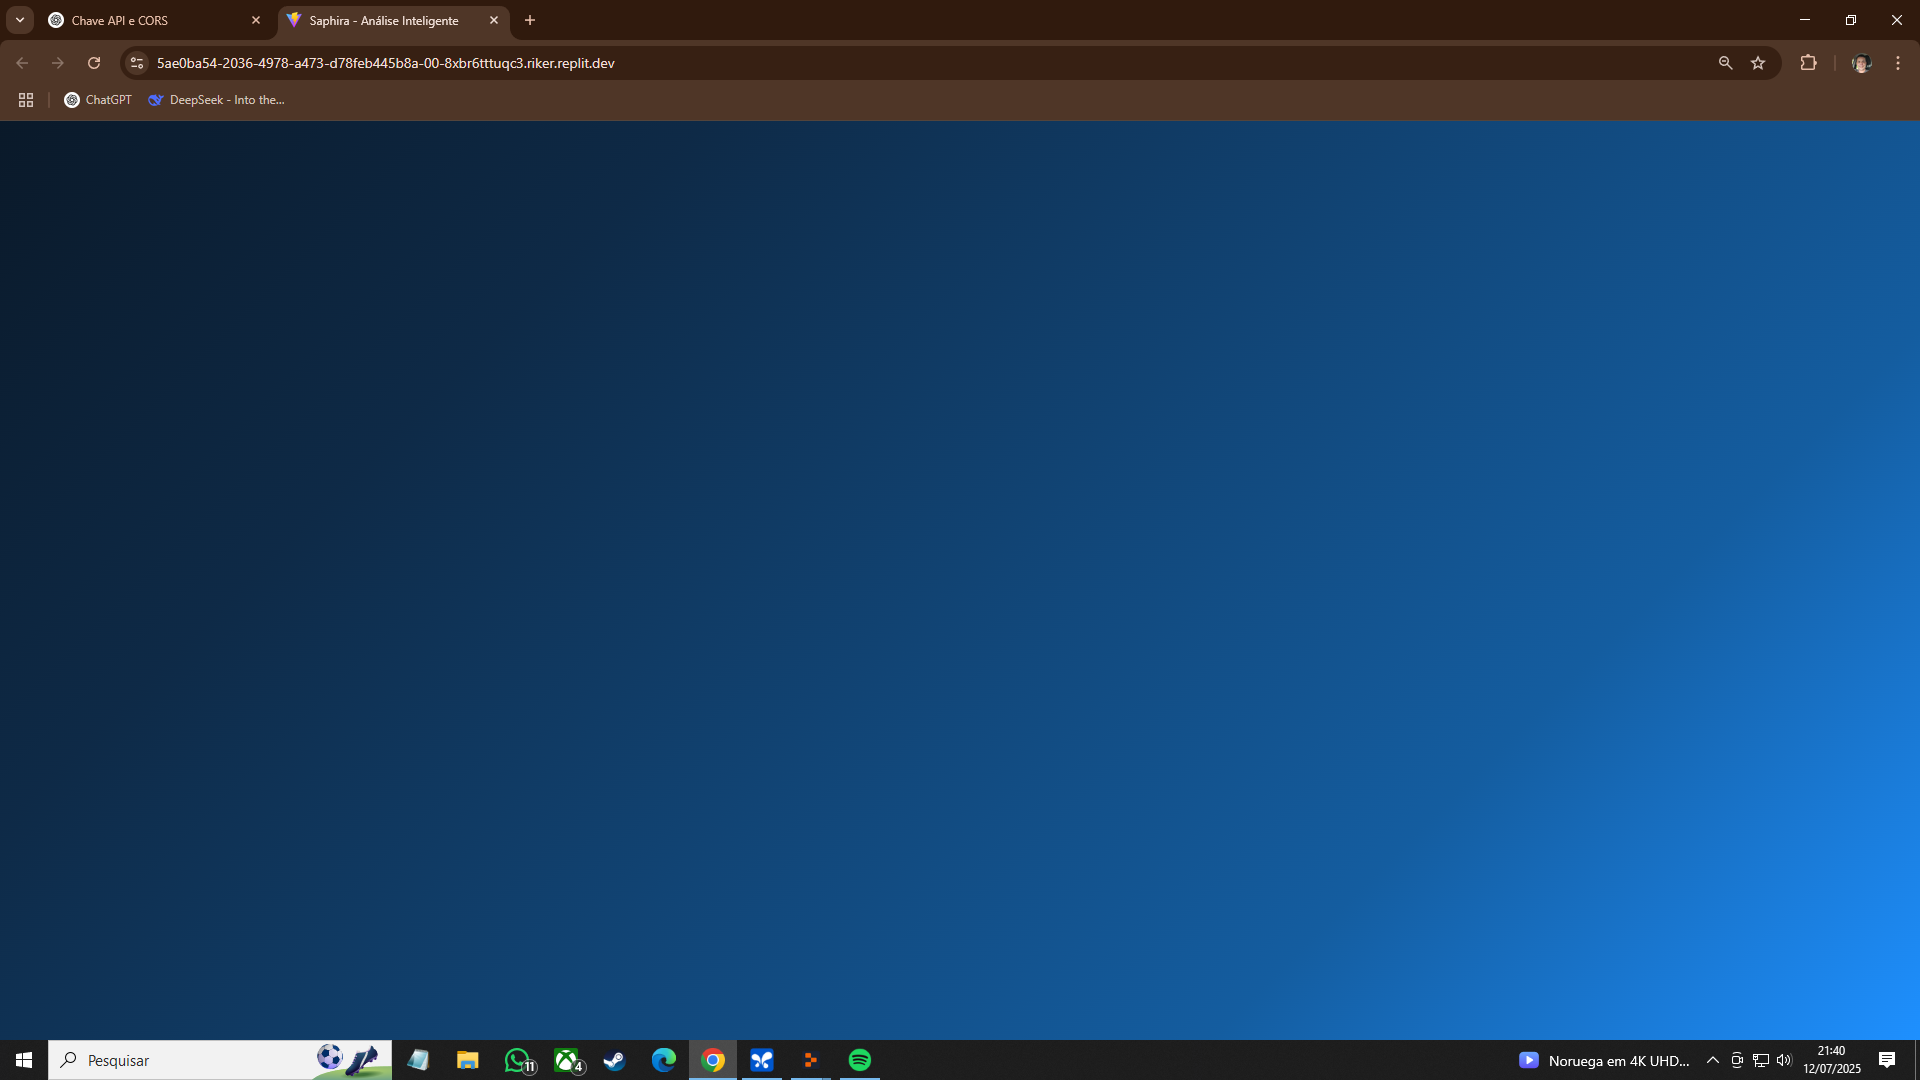 Chave API e CORS
Saphira - Análise Inteligente
5ae0ba54-2036-4978-a473-d78feb445b8a-00-8xbr6tttuqc3.riker.replit.dev
ChatGPT
DeepSeek - Into the...
Pesquisar
11
4
Noruega em 4K UHD...
21:40
12/07/2025